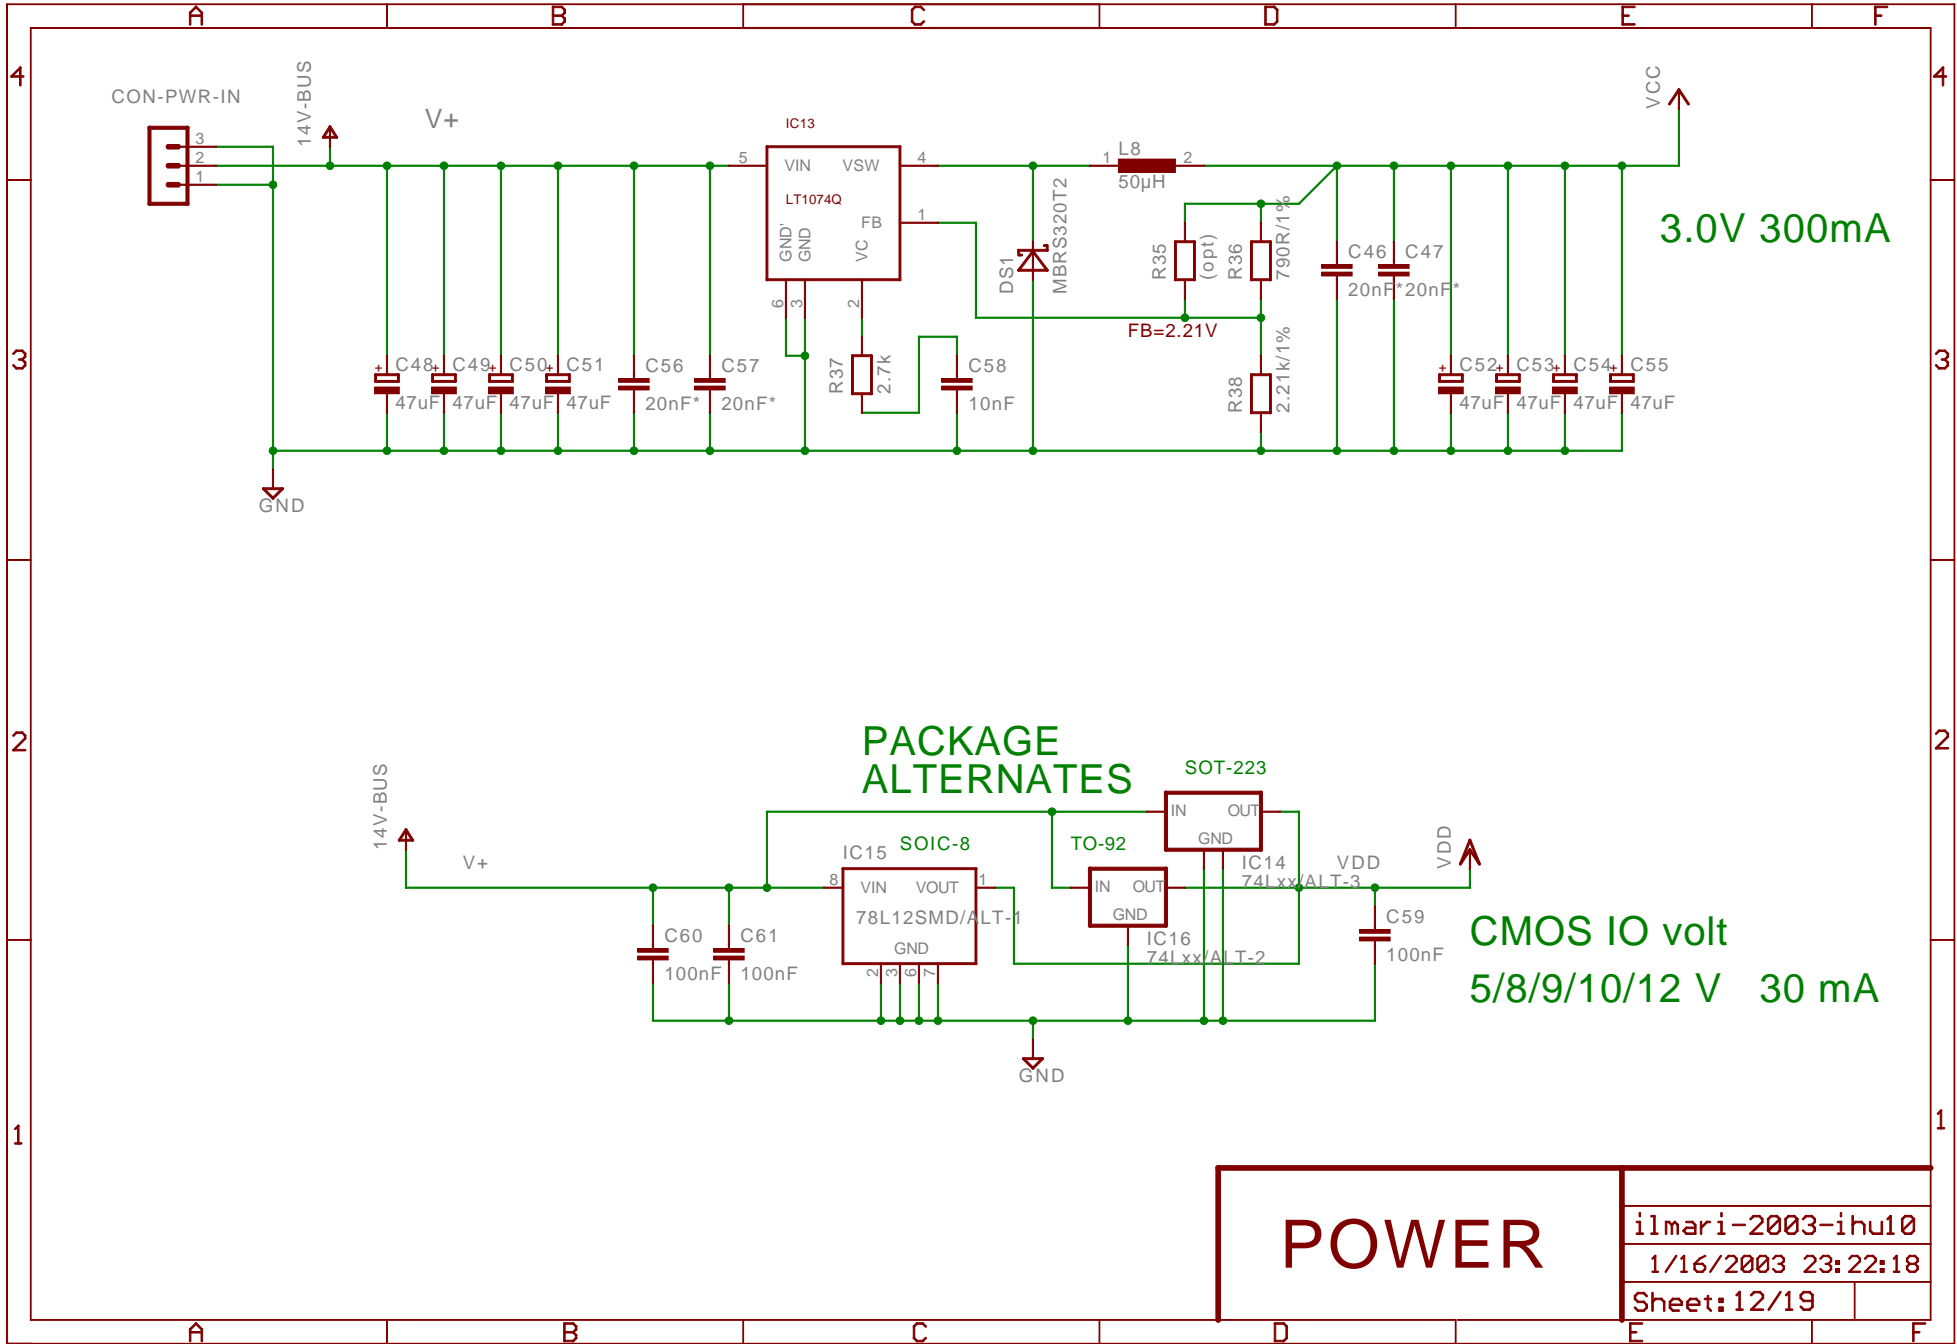 A B C D E F
4 4
CON-PWR-IN
3
2
1
14V-BUS
V+
IC13
5 VIN VSW 4
LT1074Q
FB 1
GND'
GND
VC
6
3
2
1 L8 2
50µH
DS1
MBRS320T2
R35
(opt)
R36
790R/1%
FB=2.21V
R38
2.21k/1%
C46
20nF*
C47
20nF*
VCC
3.0V 300mA
3 3
+ C48
47uF
+ C49
47uF
+ C50
47uF
+ C51
47uF
C56
20nF*
C57
20nF*
R37
2.7k
C58
10nF
+ C52
47uF
+ C53
47uF
+ C54
47uF
+ C55
47uF
GND
2 2
PACKAGE
ALTERNATES
SOT-223
IN OUT
GND
IC14
74Lxx/ALT-3
14V-BUS
V+
IC15
SOIC-8
8 VIN VOUT 1
78L12SMD/ALT-1
GND
2
3
6
7
TO-92
IN OUT
GND
IC16
74Lxx/ALT-2
VDD
VDD
C60
100nF
C61
100nF
C59
100nF
CMOS IO volt
5/8/9/10/12 V 30 mA
GND
1 1
POWER
ilmari-2003-ihu10
1/16/2003 23:22:18
Sheet: 12/19
A B C D E F